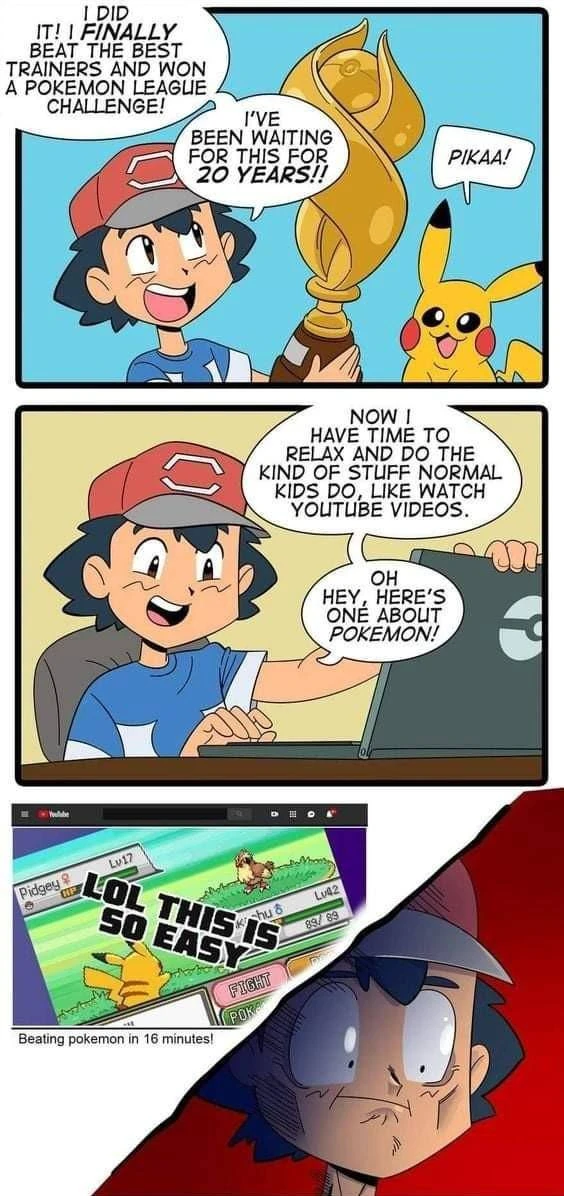 I DID
IT! I FINALLY
BEAT THE BEST
TRAINERS AND WON
A POKEMON LEAGUE
CHALLENGE!
I'VE
BEEN WAITING
FOR THIS FOR
20 YEARS!!
PIKAA!
NOW I
HAVE TIME TO
RELAX AND DO THE
KIND OF STUFF NORMAL
KIDS DO, LIKE WATCH
YOUTUBE VIDEOS.
OH
HEY, HERE'S
ONE ABOUT
POKEMON!
YouTube
Pidgey♀ Lv17
HP
LOL THIS IS
SO EASY
chu♂ Lv42
89/ 89
FIGHT
POK
Beating pokemon in 16 minutes!